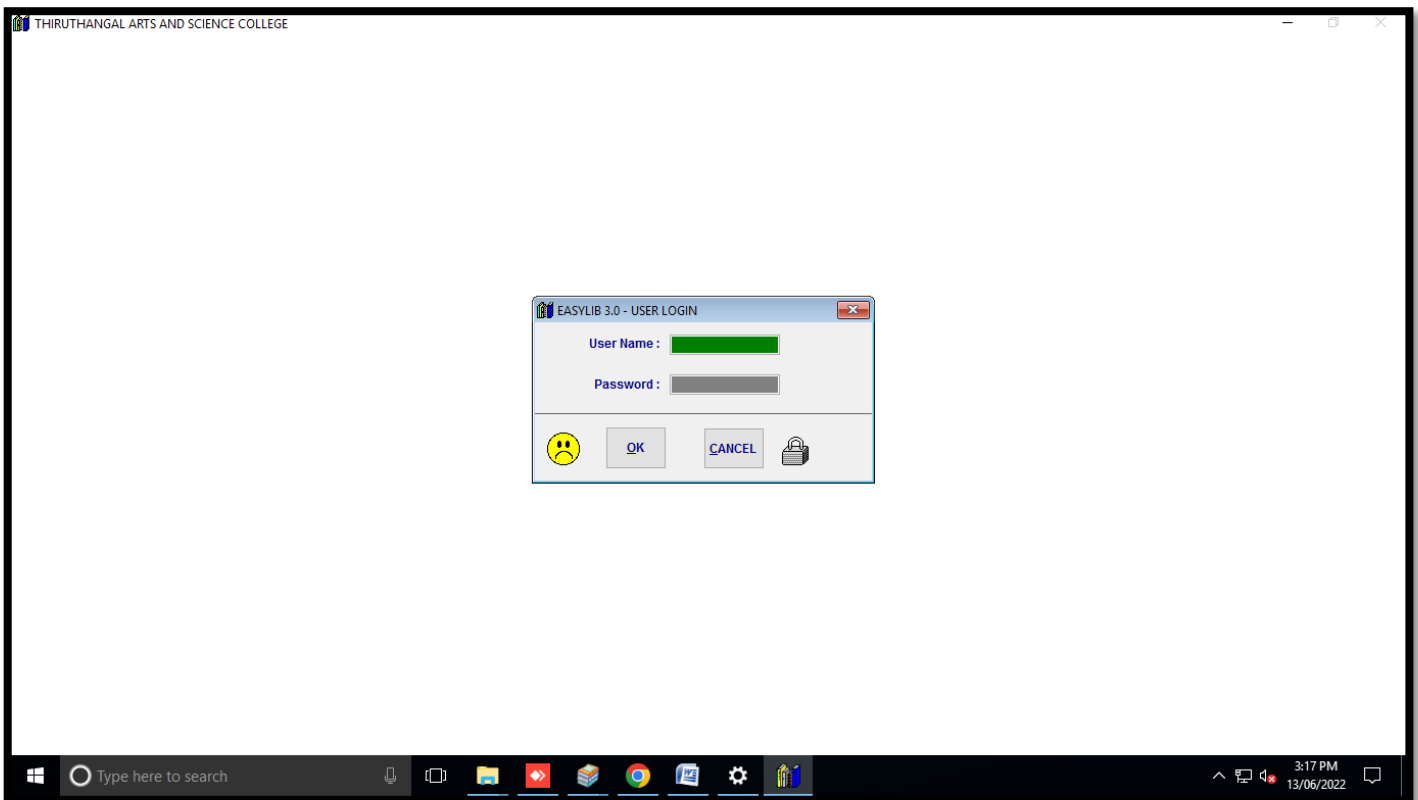 THIRUTHANGAL ARTS AND SCIENCE COLLEGE
EASYLIB 3.0 - USER LOGIN
User Name :
Password :
OK
CANCEL
Type here to search
3:17 PM
13/06/2022